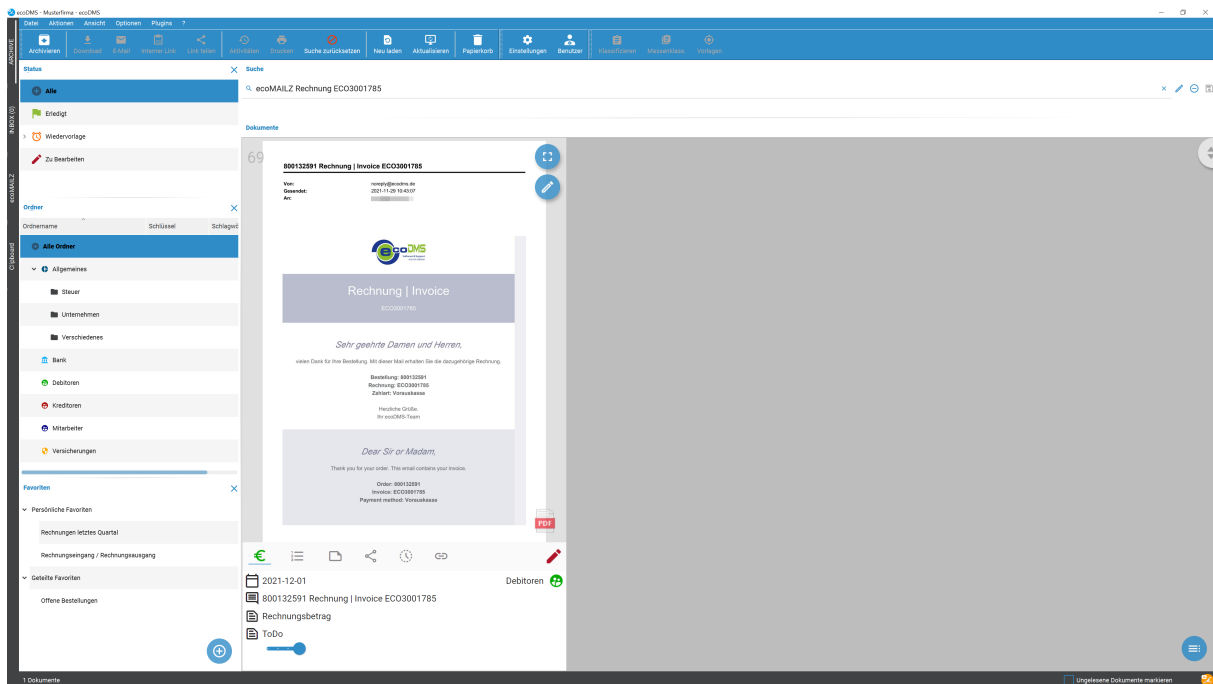 ecoDMS - Musterfirma - ecoDMS
Datei Aktionen Ansicht Optionen Plugins ?
Archivieren Download E-Mail Interner Link Link teilen Aktivitäten Drucken Suche zurücksetzen Neu laden Aktualisieren Papierkorb Einstellungen Benutzer Klassifizieren Massenklass. Vorlagen
ARCHIVE
INBOX (0)
ecoMAILZ
Clipboard
Status
Alle
Erledigt
Wiedervorlage
Zu Bearbeiten
Ordner
Ordnername Schlüssel Schlagwö
Alle Ordner
Allgemeines
Steuer
Unternehmen
Verschiedenes
Bank
Debitoren
Kreditoren
Mitarbeiter
Versicherungen
Favoriten
Persönliche Favoriten
Rechnungen letztes Quartal
Rechnungseingang / Rechnungsausgang
Geteilte Favoriten
Offene Bestellungen
Suche
ecoMAILZ Rechnung ECO3001785
Dokumente
69
800132591 Rechnung | Invoice ECO3001785
Von: noreply@ecodms.de
Gesendet: 2021-11-29 10:43:07
An:
ecoDMS
Rechnung | Invoice
ECO3001785
Sehr geehrte Damen und Herren,
vielen Dank für Ihre Bestellung. Mit dieser Mail erhalten Sie die dazugehörige Rechnung.
Bestellung: 800132591
Rechnung: ECO3001785
Zahlart: Vorauskasse
Herzliche Grüße.
Ihr ecoDMS-Team
Dear Sir or Madam,
Thank you for your order. This email contains your invoice.
Order: 800132591
Invoice: ECO3001785
Payment method: Vorauskasse
PDF
2021-12-01 Debitoren
800132591 Rechnung | Invoice ECO3001785
Rechnungsbetrag
ToDo
1 Dokumente
Ungelesene Dokumente markieren